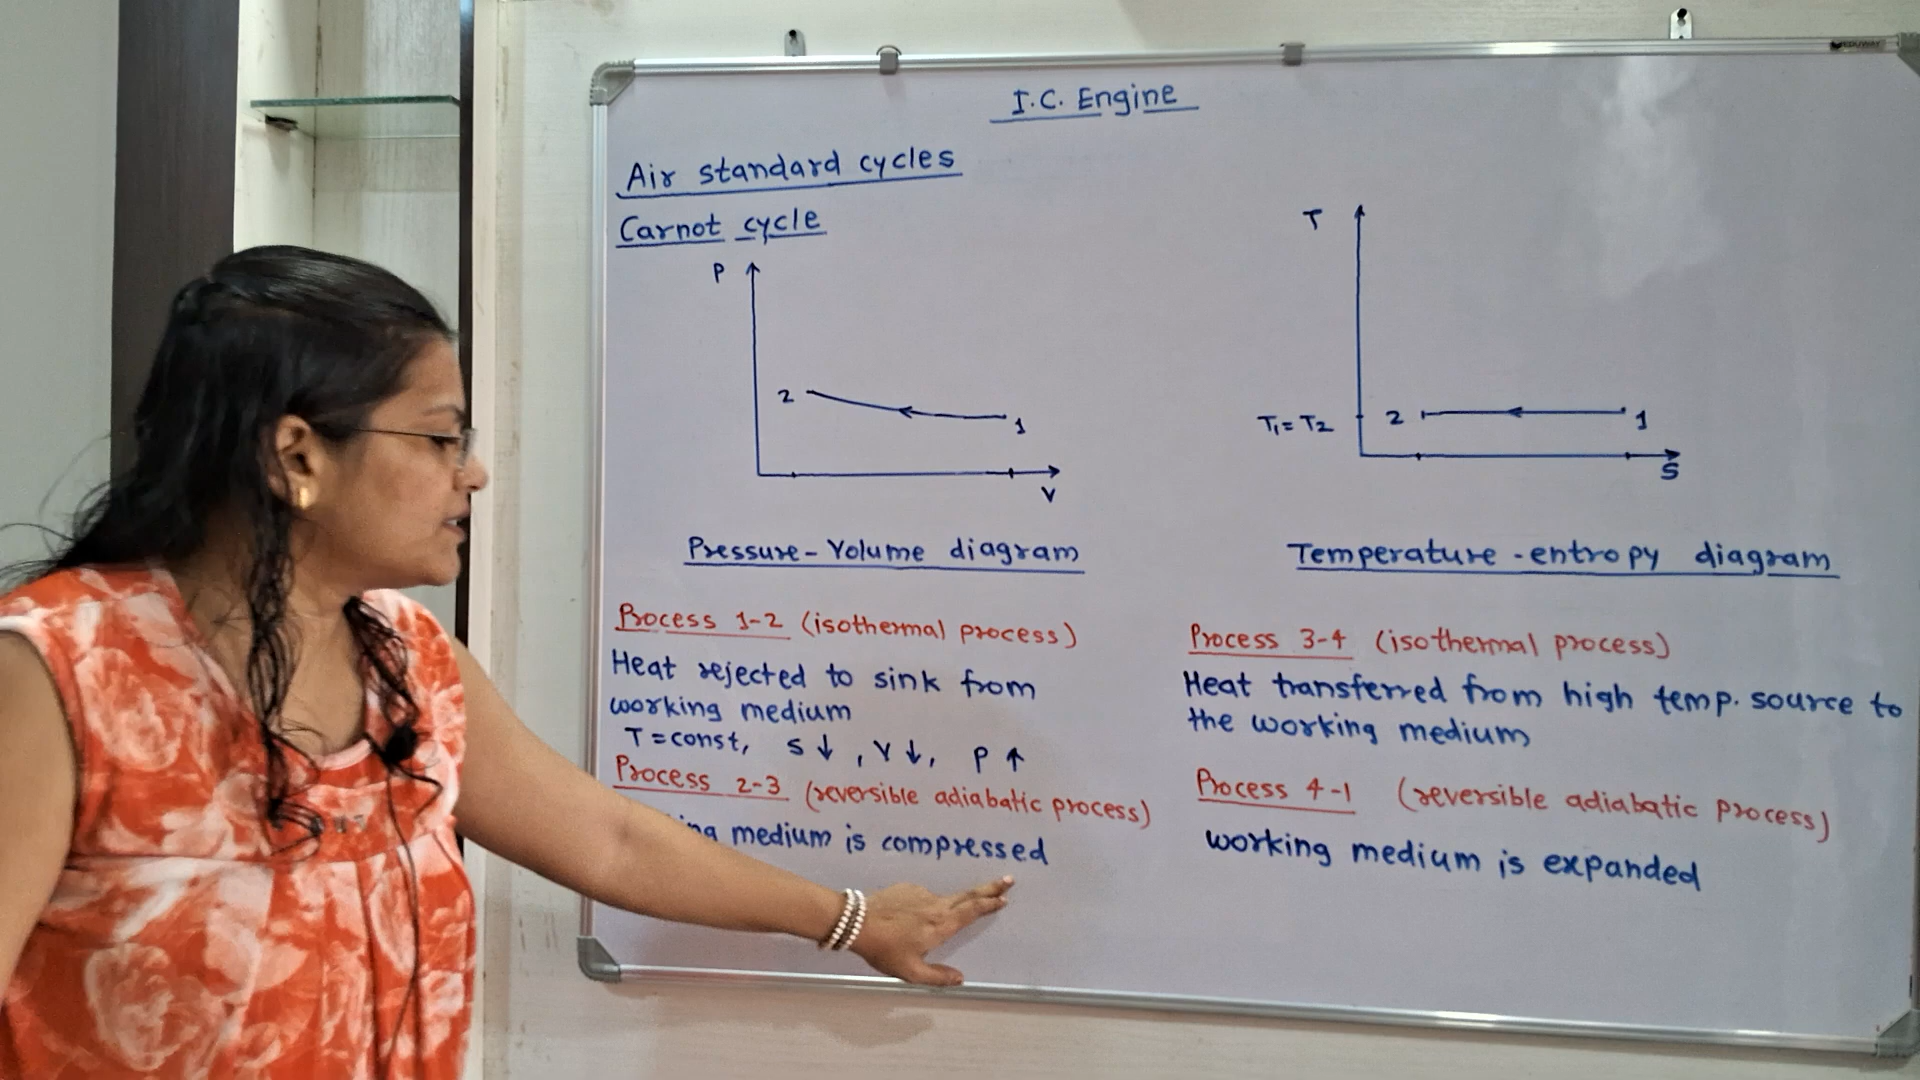 EDUWAY
I.C. Engine
Air standard cycles
Carnot cycle
P
2
1
V
Pressure-Volume diagram
T
T1 = T2
2
1
S
Temperature-entropy diagram
Process 1-2 (isothermal process)
Heat rejected to sink from
working medium
T = const, S ↓, V ↓, P ↑
Process 2-3 (reversible adiabatic process)
medium is compressed
Process 3-4 (isothermal process)
Heat transferred from high temp. source to
the working medium
Process 4-1 (reversible adiabatic process)
working medium is expanded